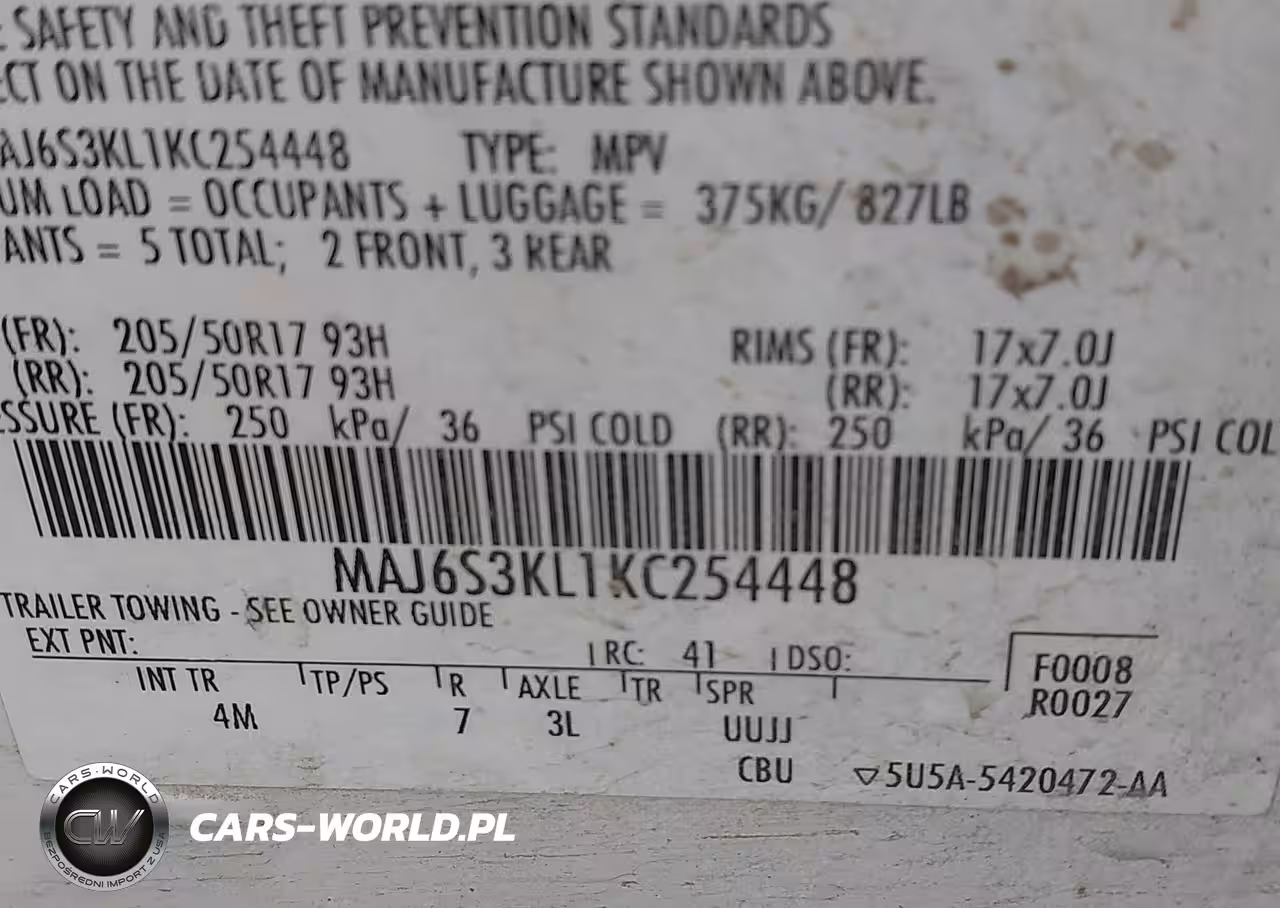 SAFETY AND THEFT PREVENTION STANDARDS
ECT ON THE DATE OF MANUFACTURE SHOWN ABOVE.
AJ6S3KL1KC254448 TYPE: MPV
UM LOAD = OCCUPANTS + LUGGAGE = 375KG/ 827LB
ANTS = 5 TOTAL; 2 FRONT, 3 REAR
(FR): 205/50R17 93H RIMS (FR): 17x7.0J
(RR): 205/50R17 93H (RR): 17x7.0J
ESSURE (FR): 250 kPa/ 36 PSI COLD (RR): 250 kPa/ 36 PSI COL
MAJ6S3KL1KC254448
TRAILER TOWING - SEE OWNER GUIDE
EXT PNT: RC: 41 DSO:
INT TR TP/PS R AXLE TR SPR
4M 7 3L UUJJ
F0008
R0027
CBU 5U5A-5420472-AA
CARS-WORLD
CW
BEZPOŚREDNI IMPORT Z USA
CARS-WORLD.PL